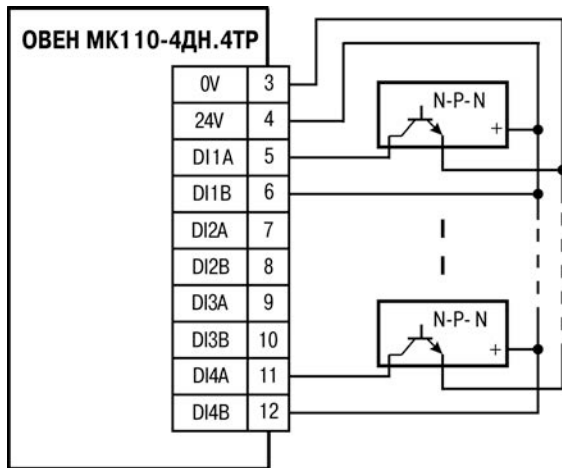 ОВЕН МК110-4ДН.4ТР
0V 3
24V 4
DI1A 5
DI1B 6
DI2A 7
DI2B 8
DI3A 9
DI3B 10
DI4A 11
DI4B 12
N-P-N
+
N-P-N
+